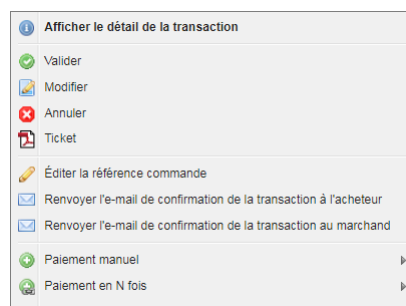 Afficher le détail de la transaction
Valider
Modifier
Annuler
Ticket
Éditer la référence commande
Renvoyer l'e-mail de confirmation de la transaction à l'acheteur
Renvoyer l'e-mail de confirmation de la transaction au marchand
Paiement manuel
Paiement en N fois